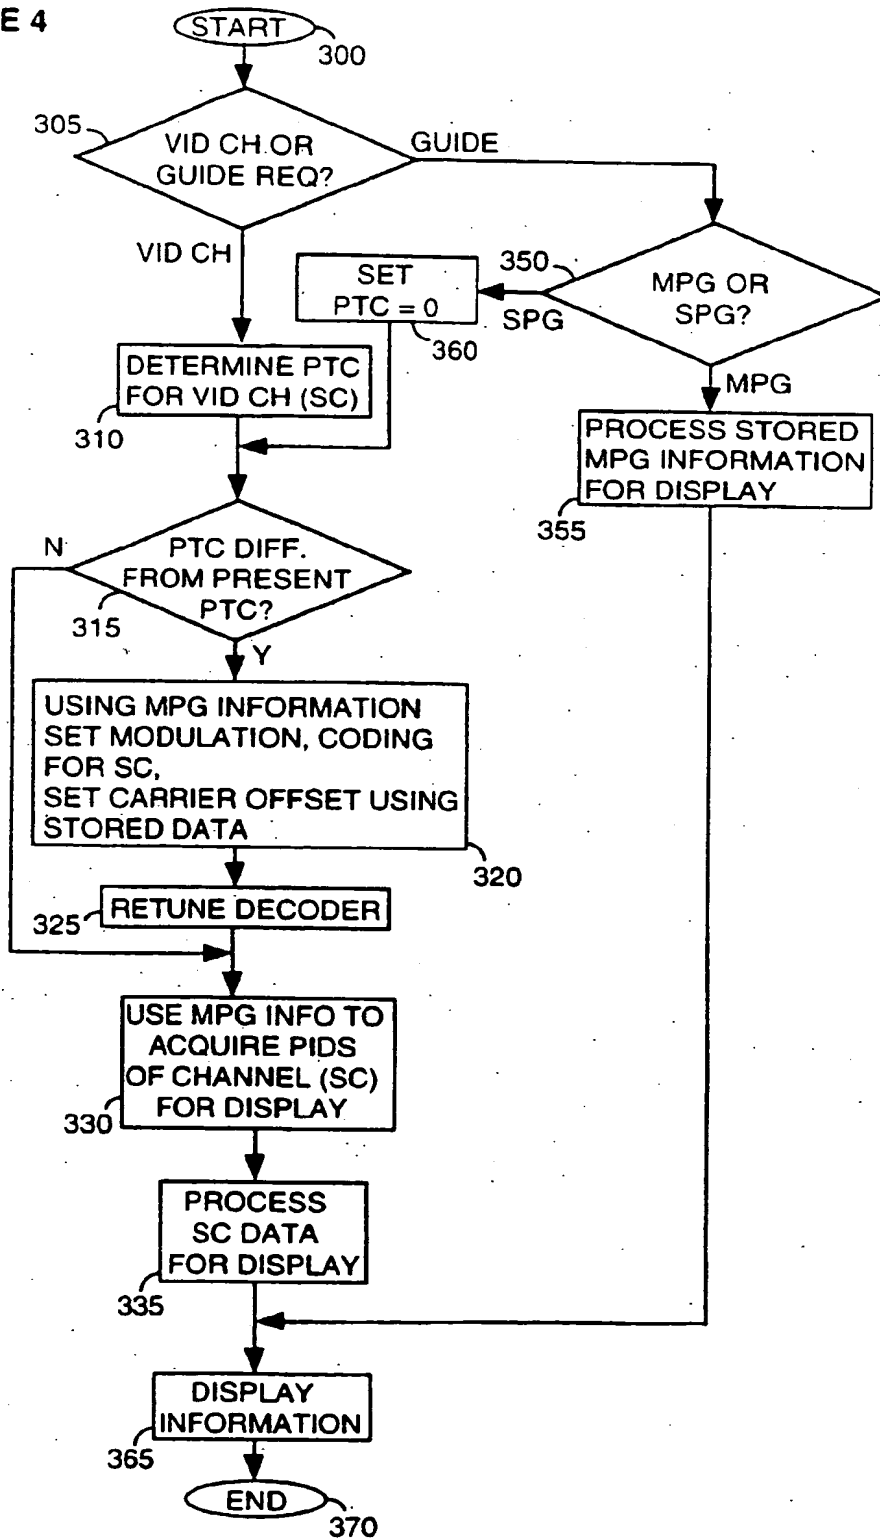 E 4
START
300
305
VID CH OR
GUIDE REQ?
GUIDE
VID CH
350
MPG OR
SPG?
SET
PTC = 0
SPG
360
MPG
DETERMINE PTC
FOR VID CH (SC)
310
PROCESS STORED
MPG INFORMATION
FOR DISPLAY
355
N
PTC DIFF.
FROM PRESENT
PTC?
315
Y
USING MPG INFORMATION
SET MODULATION, CODING
FOR SC,
SET CARRIER OFFSET USING
STORED DATA
320
325
RETUNE DECODER
USE MPG INFO TO
ACQUIRE PIDS
OF CHANNEL (SC)
FOR DISPLAY
330
PROCESS
SC DATA
FOR DISPLAY
335
DISPLAY
INFORMATION
365
END
370